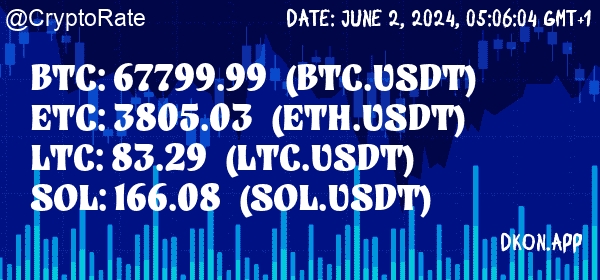 @CryptoRate
DATE: JUNE 2, 2024, 05:06:04 GMT+1
BTC: 67799.99 (BTC.USDT)
ETC: 3805.03 (ETH.USDT)
LTC: 83.29 (LTC.USDT)
SOL: 166.08 (SOL.USDT)
DKON.APP